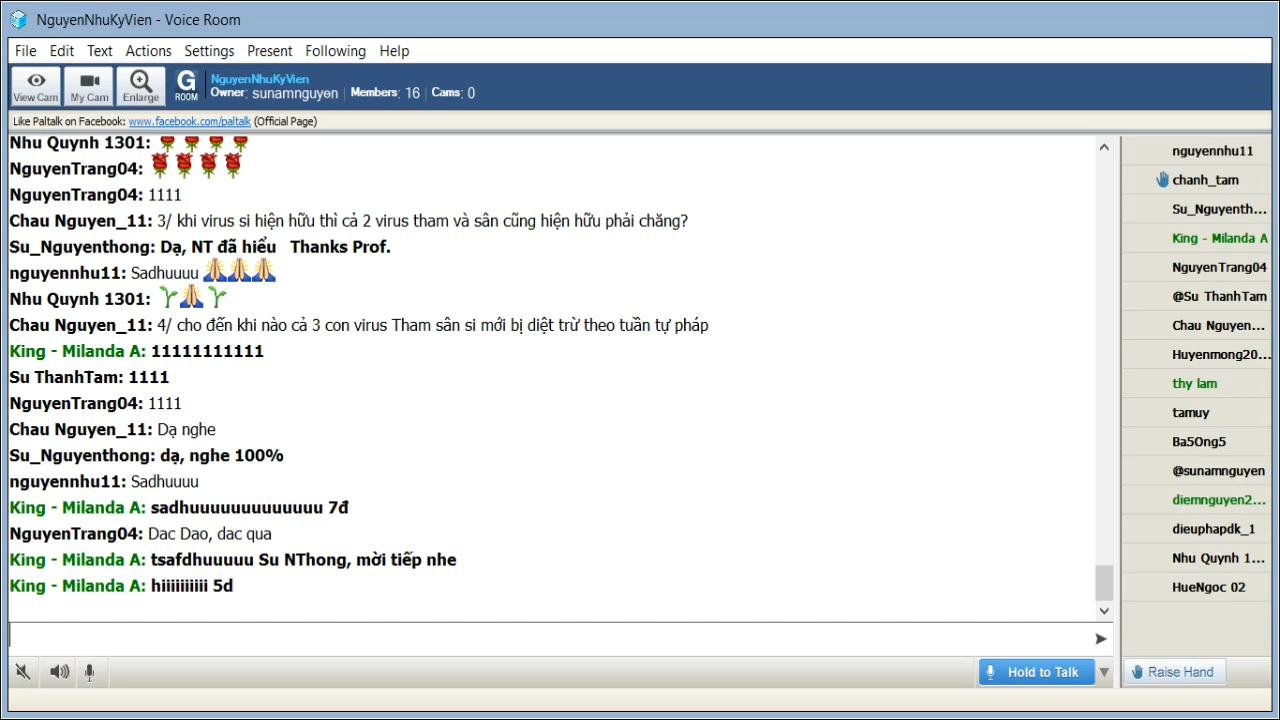 NguyenNhuKyVien - Voice Room
File Edit Text Actions Settings Present Following Help
View Cam My Cam Enlarge G ROOM
NguyenNhuKyVien
Owner: sunamnguyen Members: 16 Cams: 0
Like Paltalk on Facebook: www.facebook.com/paltalk (Official Page)
Nhu Quynh 1301:
NguyenTrang04:
NguyenTrang04: 1111
Chau Nguyen_11: 3/ khi virus si hiện hữu thì cả 2 virus tham và sân cũng hiện hữu phải chăng?
Su_Nguyenthong: Dạ, NT đã hiểu Thanks Prof.
nguyennhu11: Sadhuuuu
Nhu Quynh 1301:
Chau Nguyen_11: 4/ cho đến khi nào cả 3 con virus Tham sân si mới bị diệt trừ theo tuần tự pháp
King - Milanda A: 11111111111
Su ThanhTam: 1111
NguyenTrang04: 1111
Chau Nguyen_11: Dạ nghe
Su_Nguyenthong: dạ, nghe 100%
nguyennhu11: Sadhuuuu
King - Milanda A: sadhuuuuuuuuuuuuu 7đ
NguyenTrang04: Dac Dao, dac qua
King - Milanda A: tsafdhuuuuu Su NThong, mời tiếp nhe
King - Milanda A: hiiiiiiiiii 5d
nguyennhu11
chanh_tam
Su_Nguyenth...
King - Milanda A
NguyenTrang04
@Su ThanhTam
Chau Nguyen...
Huyenmong20...
thy lam
tamuy
Ba5Ong5
@sunamnguyen
diemnguyen2...
dieuphapdk_1
Nhu Quynh 1...
HueNgoc 02
Hold to Talk
Raise Hand